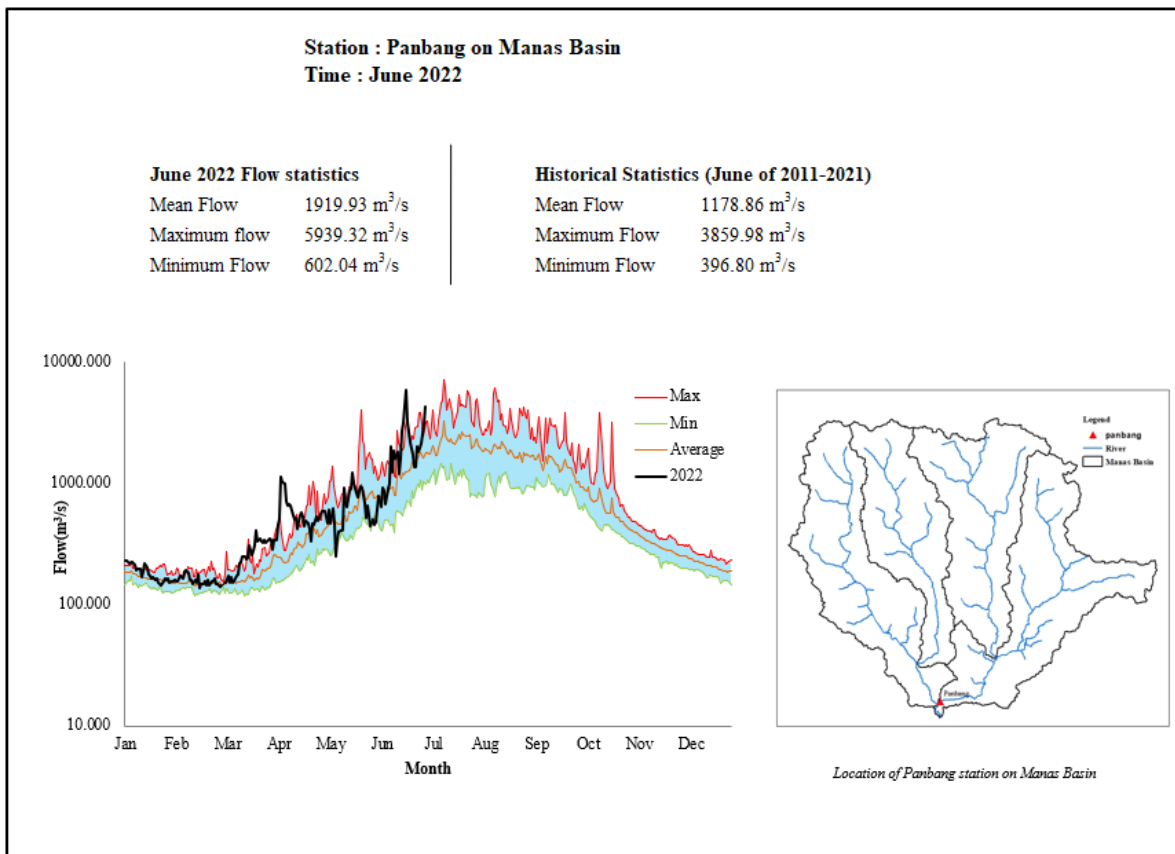 Station : Panbang on Manas Basin
Time : June 2022
June 2022 Flow statistics
Mean Flow 1919.93 m³/s
Maximum flow 5939.32 m³/s
Minimum Flow 602.04 m³/s
Historical Statistics (June of 2011-2021)
Mean Flow 1178.86 m³/s
Maximum Flow 3859.98 m³/s
Minimum Flow 396.80 m³/s
10000.000
1000.000
100.000
10.000
Flow(m³/s)
Jan Feb Mar Apr May Jun Jul Aug Sep Oct Nov Dec
Month
Max
Min
Average
2022
Legend
panbang
River
Manas Basin
Panbang
Location of Panbang station on Manas Basin